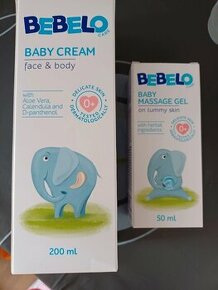 BEBELO
CARE
BABY CREAM
face & body
with
Aloe Vera,
Calendula and
D-panthenol
DELICATE SKIN
0+
DERMATOLOGICALLY
TESTED
200 ml
BEBELO
BABY
MASSAGE GEL
on tummy skin
with herbal
ingredients
0+
50 ml